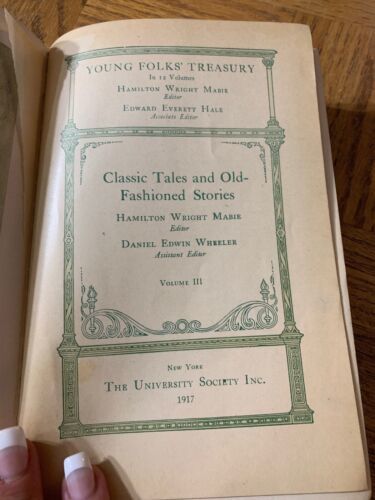 YOUNG FOLKS' TREASURY
In 12 Volumes
HAMILTON WRIGHT MABIE
Editor
EDWARD EVERETT HALE
Associate Editor
Classic Tales and Old-
Fashioned Stories
HAMILTON WRIGHT MABIE
Editor
DANIEL EDWIN WHEELER
Assistant Editor
VOLUME III
NEW YORK
THE UNIVERSITY SOCIETY INC.
1917